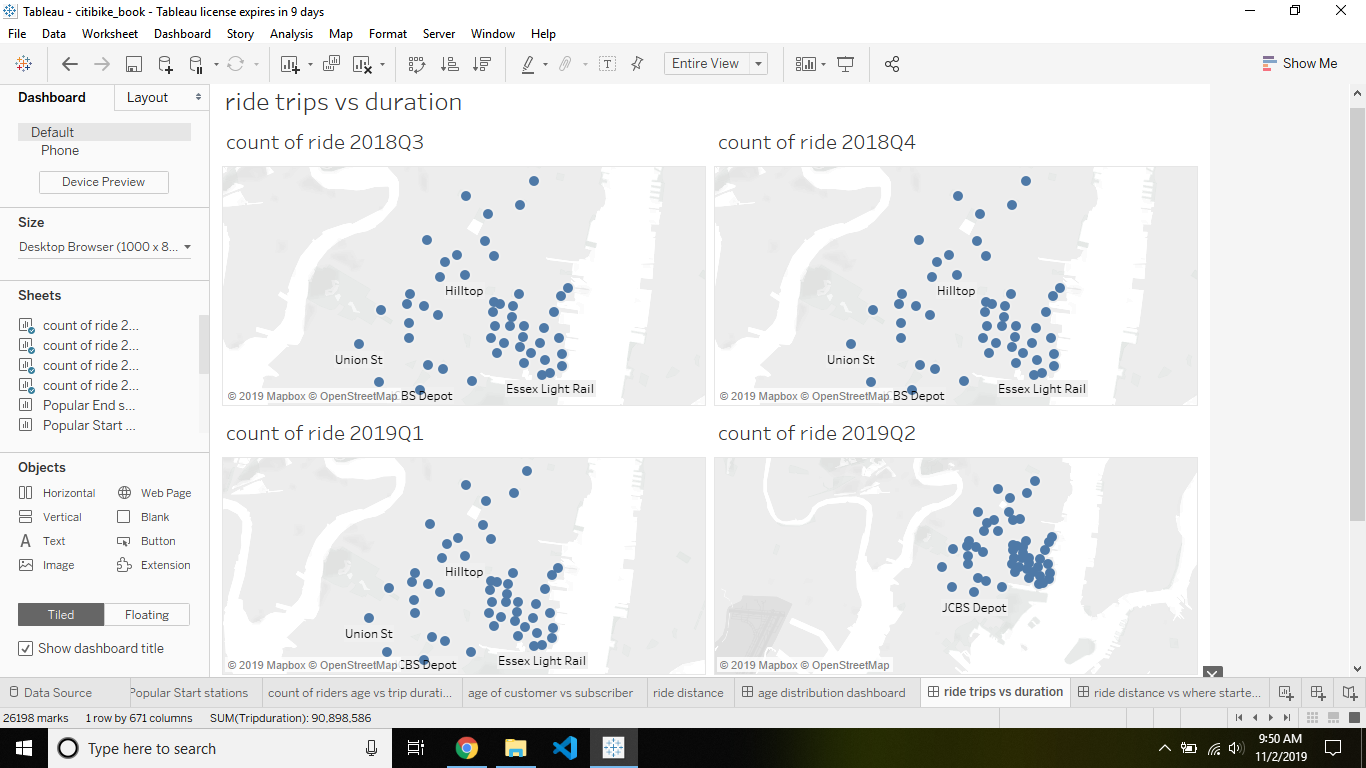 Tableau - citibike_book - Tableau license expires in 9 days
File Data Worksheet Dashboard Story Analysis Map Format Server Window Help
Entire View
Show Me
Dashboard Layout
Default
Phone
Device Preview
Size
Desktop Browser (1000 x 8...
Sheets
count of ride 2...
count of ride 2...
count of ride 2...
count of ride 2...
Popular End s...
Popular Start ...
Objects
Horizontal Web Page
Vertical Blank
Text Button
Image Extension
Tiled Floating
Show dashboard title
ride trips vs duration
count of ride 2018Q3
Hilltop
Union St
Essex Light Rail
BS Depot
© 2019 Mapbox © OpenStreetMap
count of ride 2018Q4
Hilltop
Union St
Essex Light Rail
BS Depot
© 2019 Mapbox © OpenStreetMap
count of ride 2019Q1
Hilltop
Union St
Essex Light Rail
CBS Depot
© 2019 Mapbox © OpenStreetMap
count of ride 2019Q2
JCBS Depot
© 2019 Mapbox © OpenStreetMap
Data Source Popular Start stations count of riders age vs trip durati... age of customer vs subscriber ride distance age distribution dashboard ride trips vs duration ride distance vs where starte...
26198 marks 1 row by 671 columns SUM(Tripduration): 90,898,586
Type here to search
9:50 AM
11/2/2019